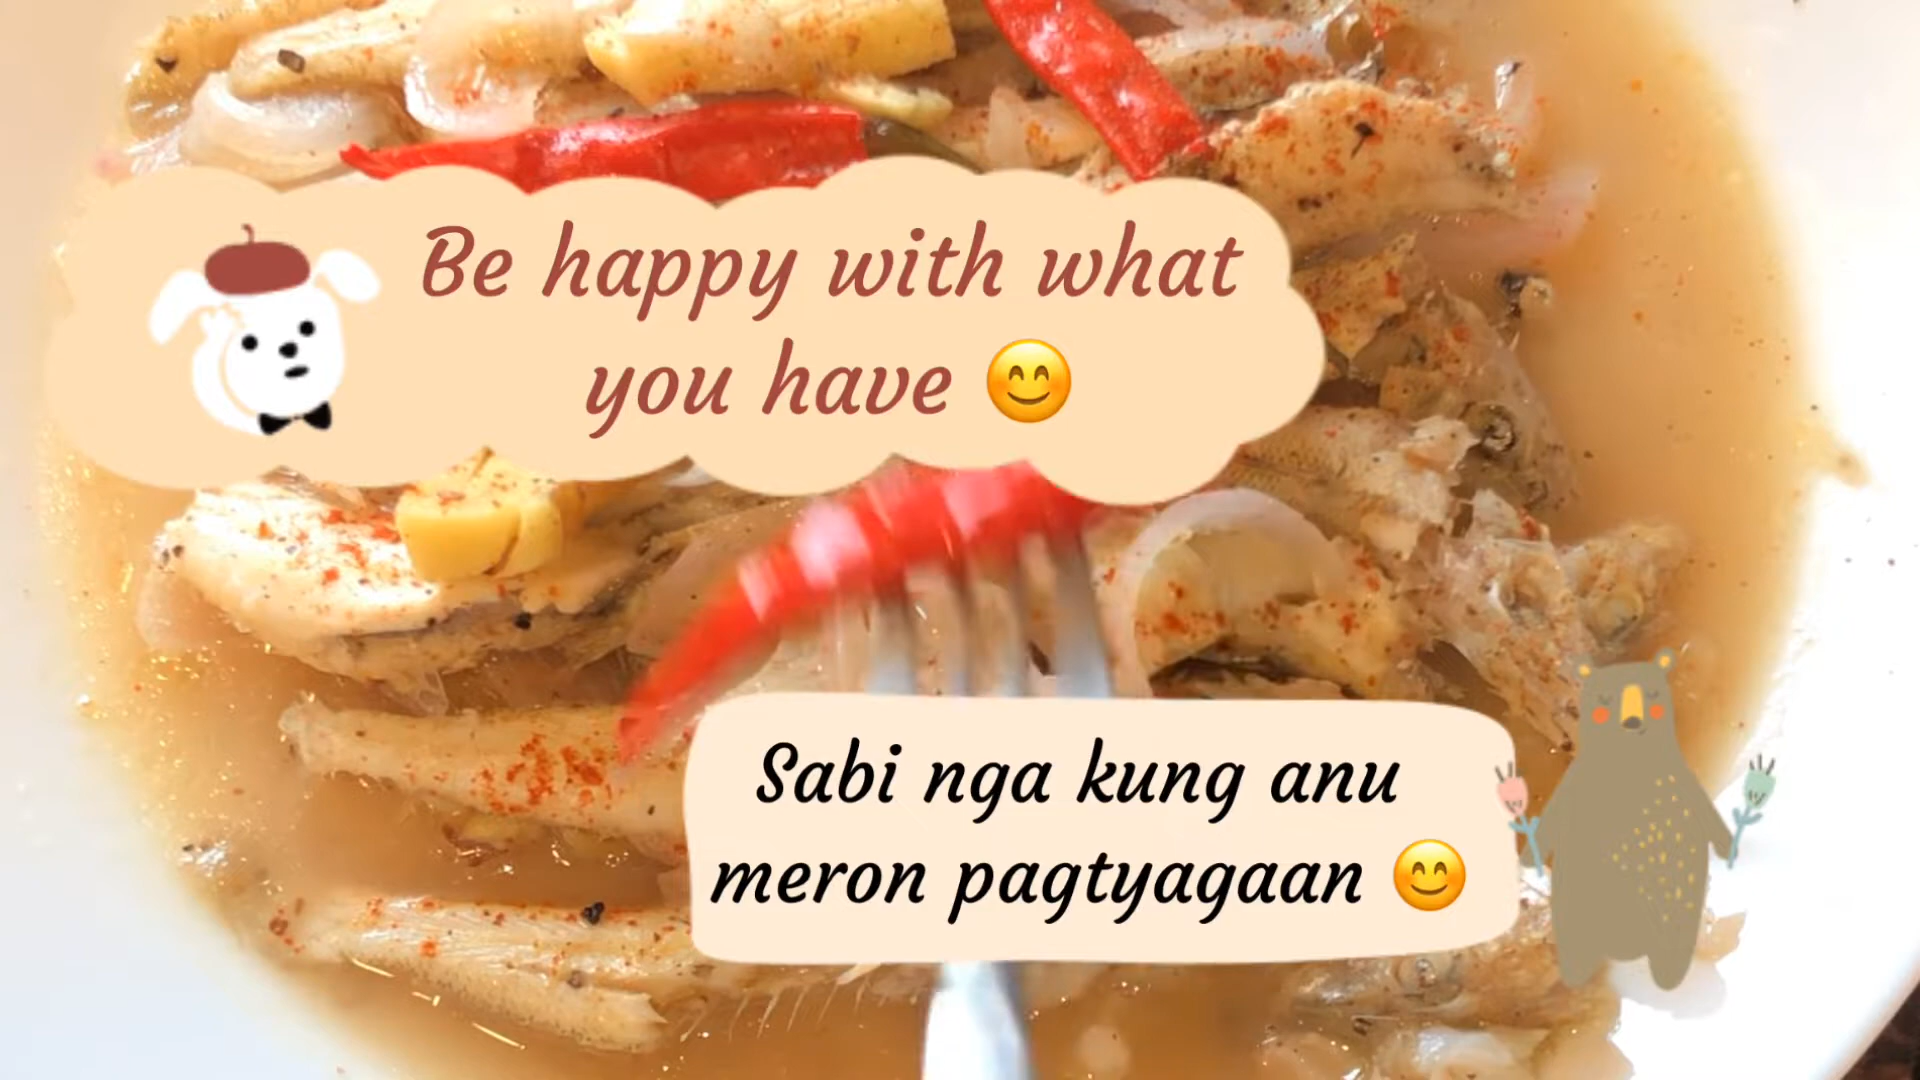 Be happy with what
you have 😊
Sabi nga kung anu
meron pagtyagaan 😊